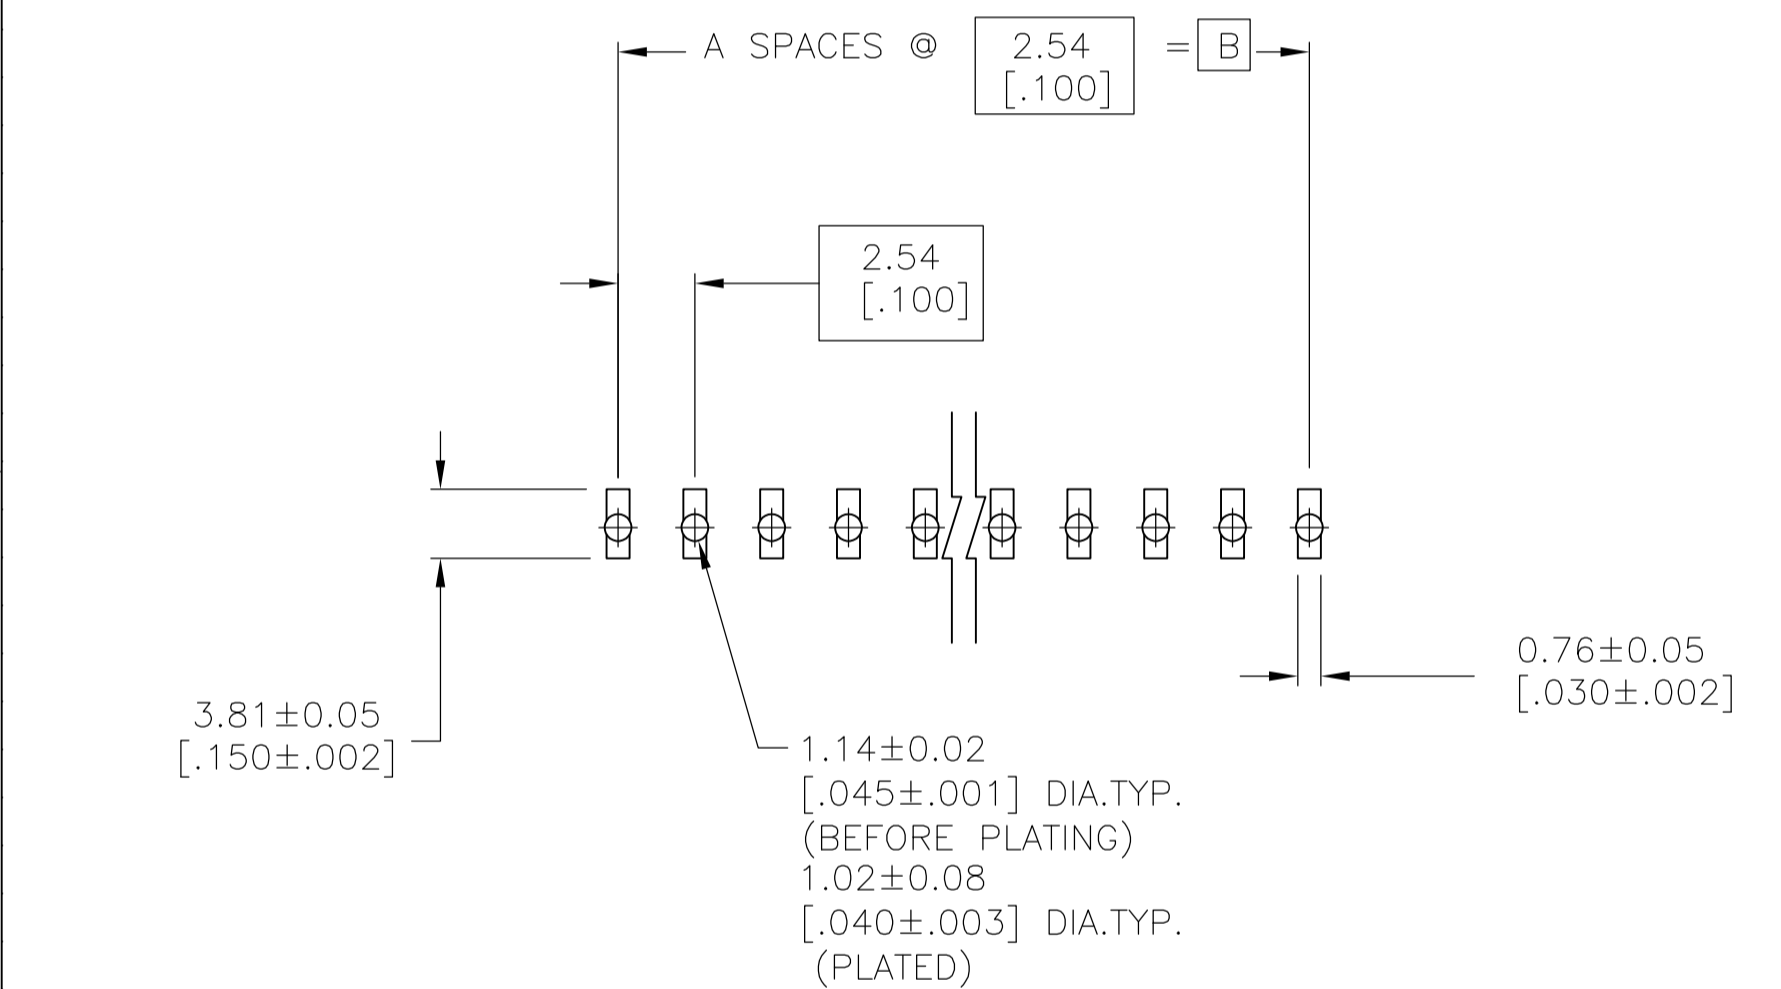 A SPACES @ 2.54 = B
[.100]
2.54
[.100]
0.76±0.05
[.030±.002]
3.81±0.05
[.150±.002]
1.14±0.02
[.045±.001] DIA.TYP.
(BEFORE PLATING)
1.02±0.08
[.040±.003] DIA.TYP.
(PLATED)